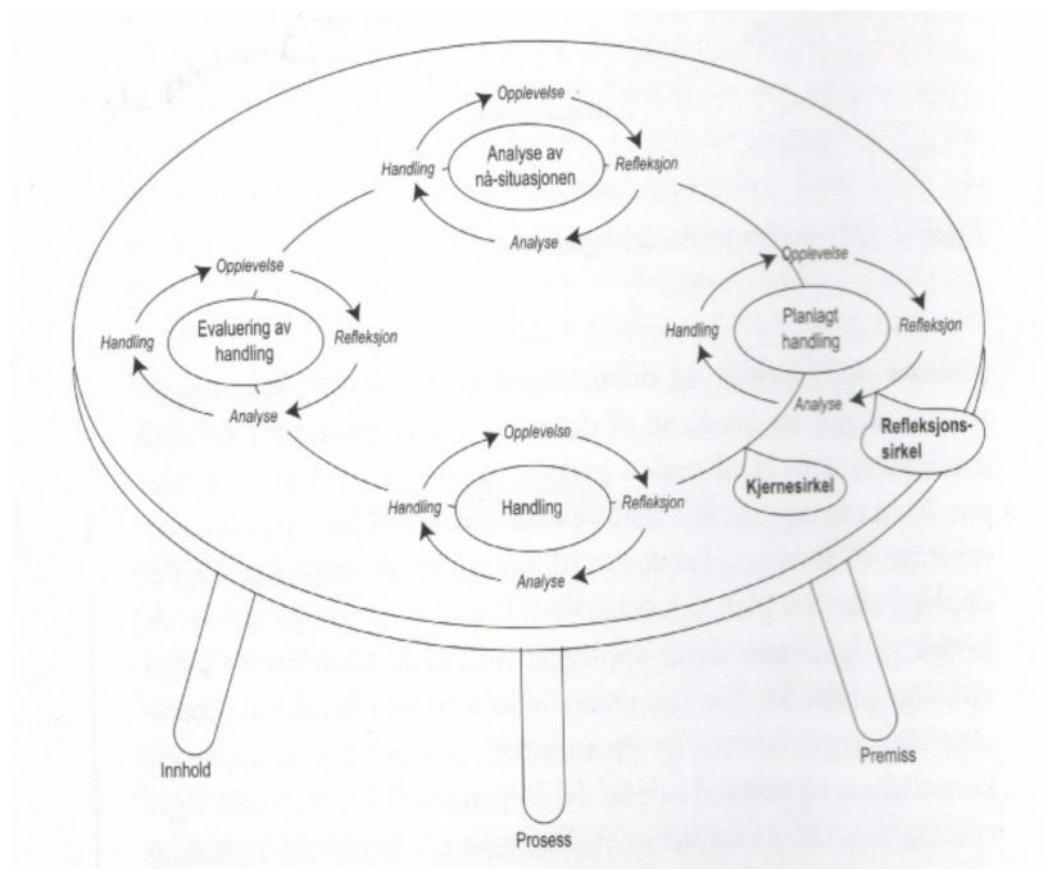 Opplevelse
Handling
Analyse av
nå-situasjonen
Refleksjon
Analyse
Opplevelse
Handling
Evaluering av
handling
Refleksjon
Analyse
Opplevelse
Handling
Planlagt
handling
Refleksjon
Analyse
Refleksjons-
sirkel
Kjernesirkel
Opplevelse
Handling
Handling
Refleksjon
Analyse
Innhold
Prosess
Premiss